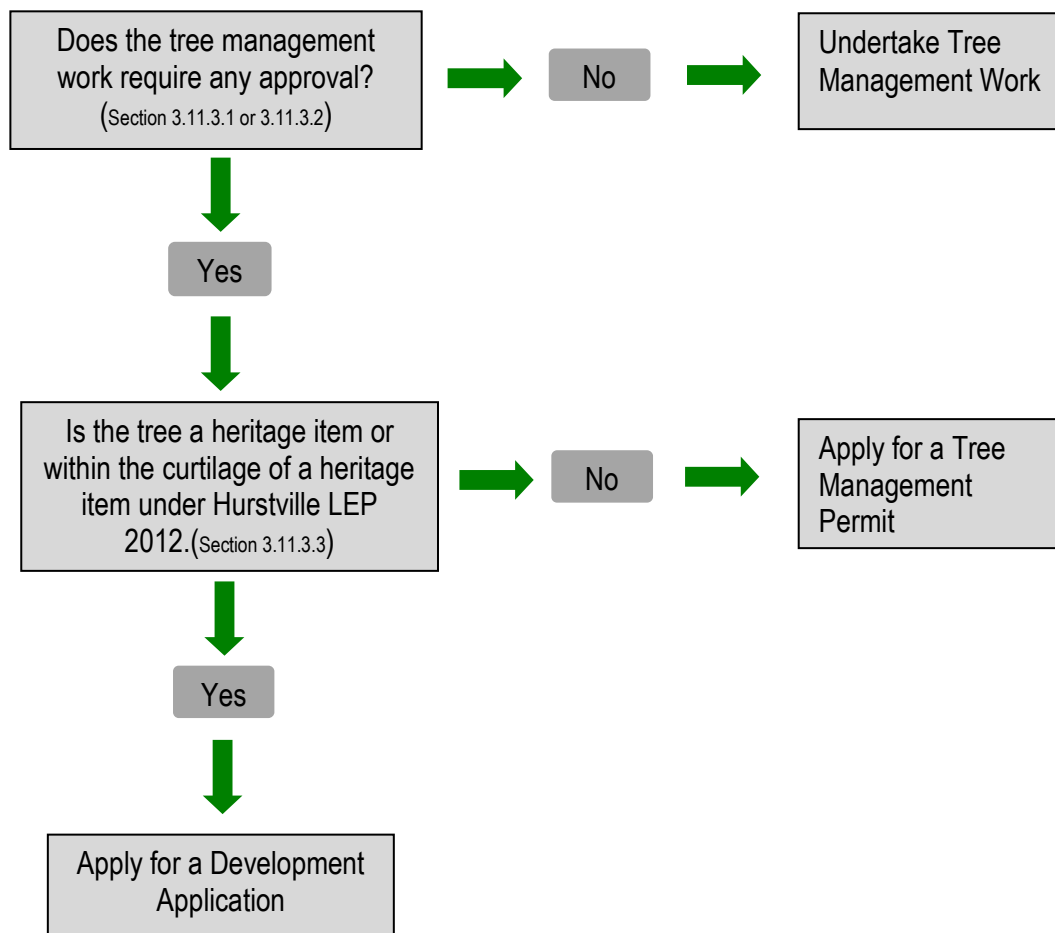 Does the tree management
work require any approval?
(Section 3.11.3.1 or 3.11.3.2)
No
Undertake Tree
Management Work
Yes
Is the tree a heritage item or
within the curtilage of a heritage
item under Hurstville LEP
2012.(Section 3.11.3.3)
No
Apply for a Tree
Management
Permit
Yes
Apply for a Development
Application